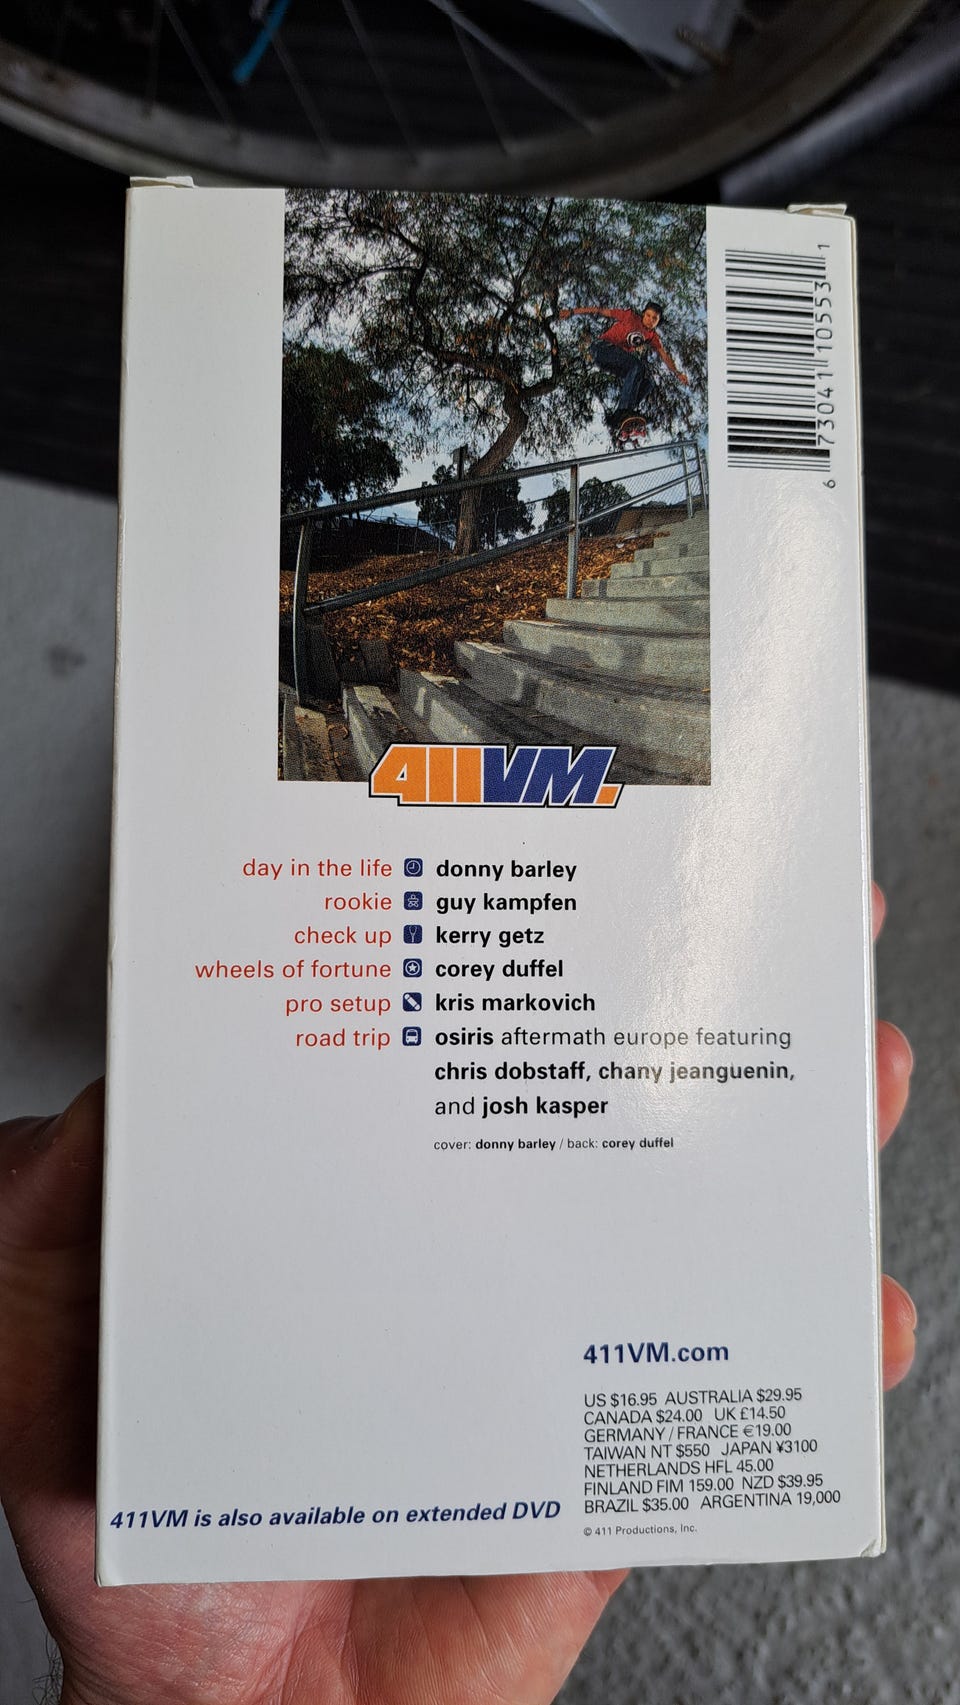 6 73041 10553 1
411VM.
day in the life donny barley
rookie guy kampfen
check up kerry getz
wheels of fortune corey duffel
pro setup kris markovich
road trip osiris aftermath europe featuring
chris dobstaff, chany jeanguenin,
and josh kasper
cover: donny barley / back: corey duffel
411VM.com
US $16.95 AUSTRALIA $29.95
CANADA $24.00 UK £14.50
GERMANY / FRANCE €19.00
TAIWAN NT $550 JAPAN ¥3100
NETHERLANDS HFL 45.00
FINLAND FIM 159.00 NZD $39.95
BRAZIL $35.00 ARGENTINA 19,000
© 411 Productions, Inc.
411VM is also available on extended DVD